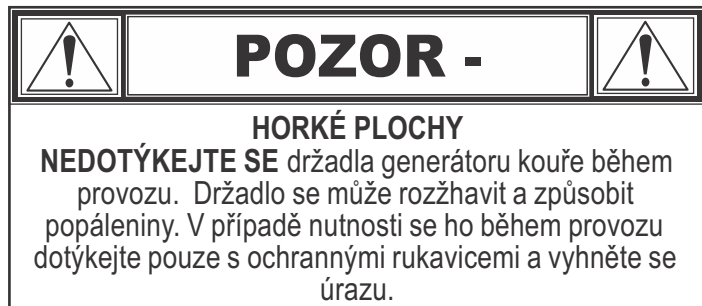 POZOR -
HORKÉ PLOCHY
NEDOTÝKEJTE SE držadla generátoru kouře během
provozu.  Držadlo se může rozžhavit a způsobit
popáleniny. V případě nutnosti se ho během provozu
dotýkejte pouze s ochrannými rukavicemi a vyhněte se
úrazu.